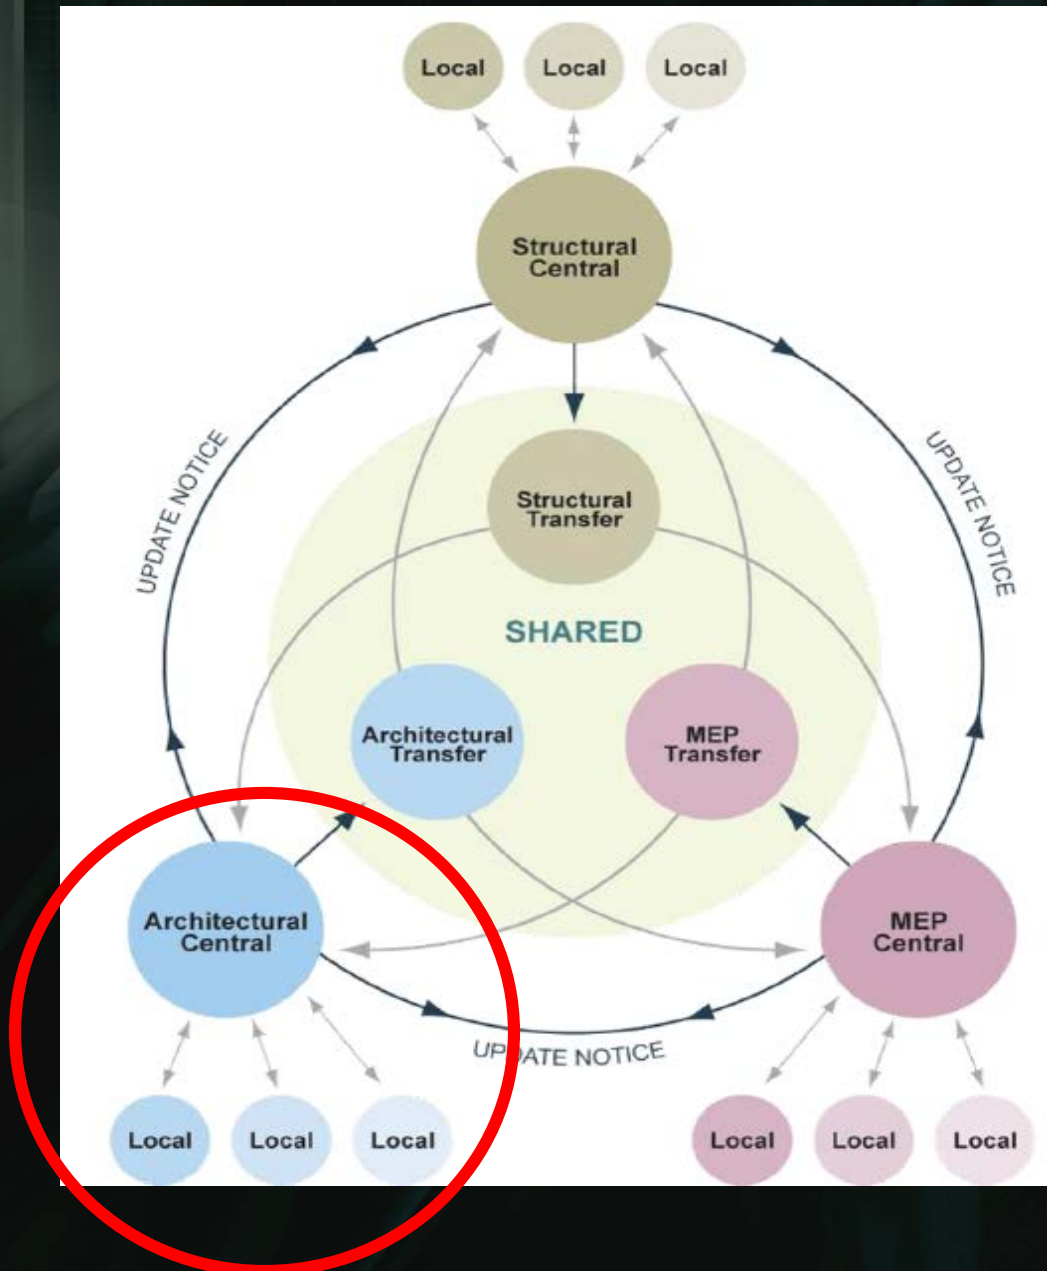 Local
Local
Local
Structural
Central
UPDATE NOTICE
UPDATE NOTICE
Structural
Transfer
SHARED
Architectural
Transfer
MEP
Transfer
Architectural
Central
MEP
Central
UPDATE NOTICE
Local
Local
Local
Local
Local
Local